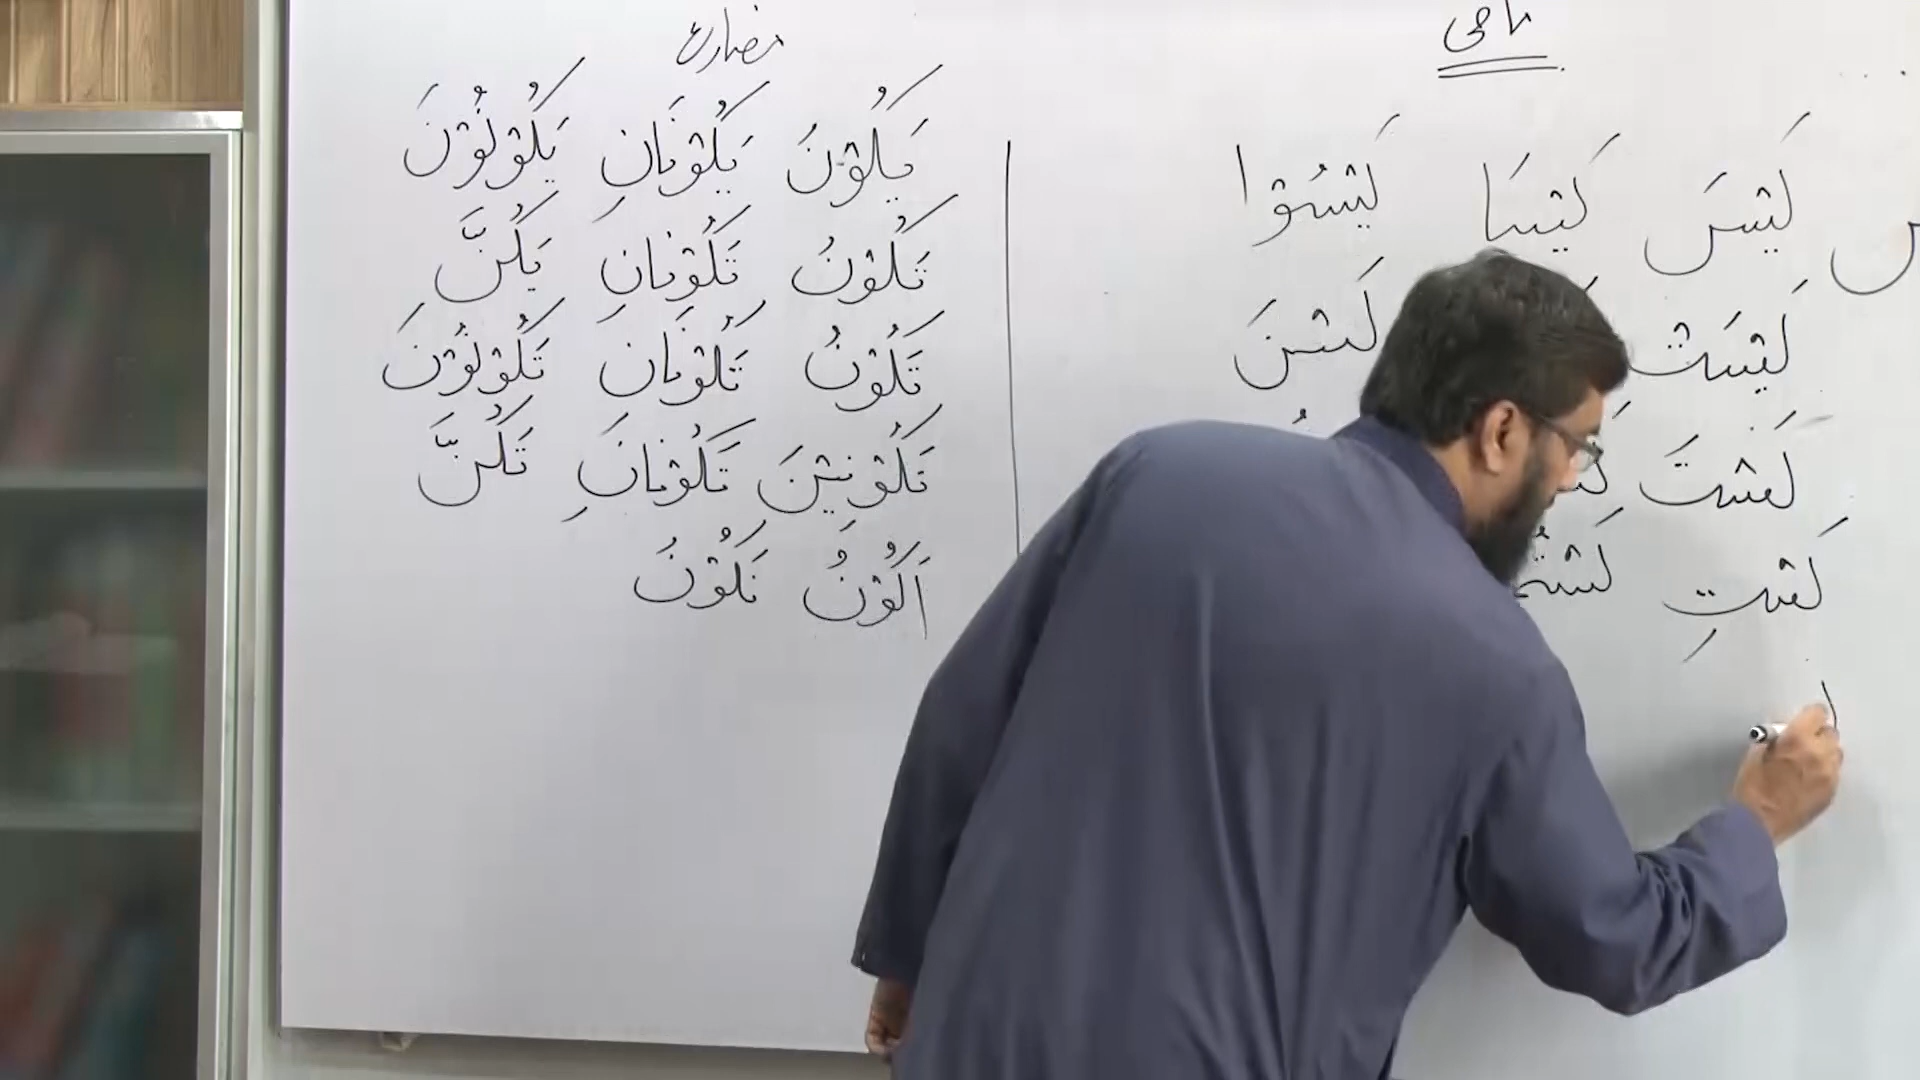 ماضی
مضارع
لَيْسَ لَيْسَا لَيْسُوْا
لَيْسَتْ لَسْنَ
لَسْتَ
لَسْتِ
يَكُوْنُ يَكُوْنَانِ يَكُوْنُوْنَ
تَكُوْنُ تَكُوْنَانِ يَكُنَّ
تَكُوْنُ تَكُوْنَانِ تَكُوْنُوْنَ
تَكُوْنِيْنَ تَكُوْنَانِ تَكُنَّ
اَكُوْنُ نَكُوْنُ